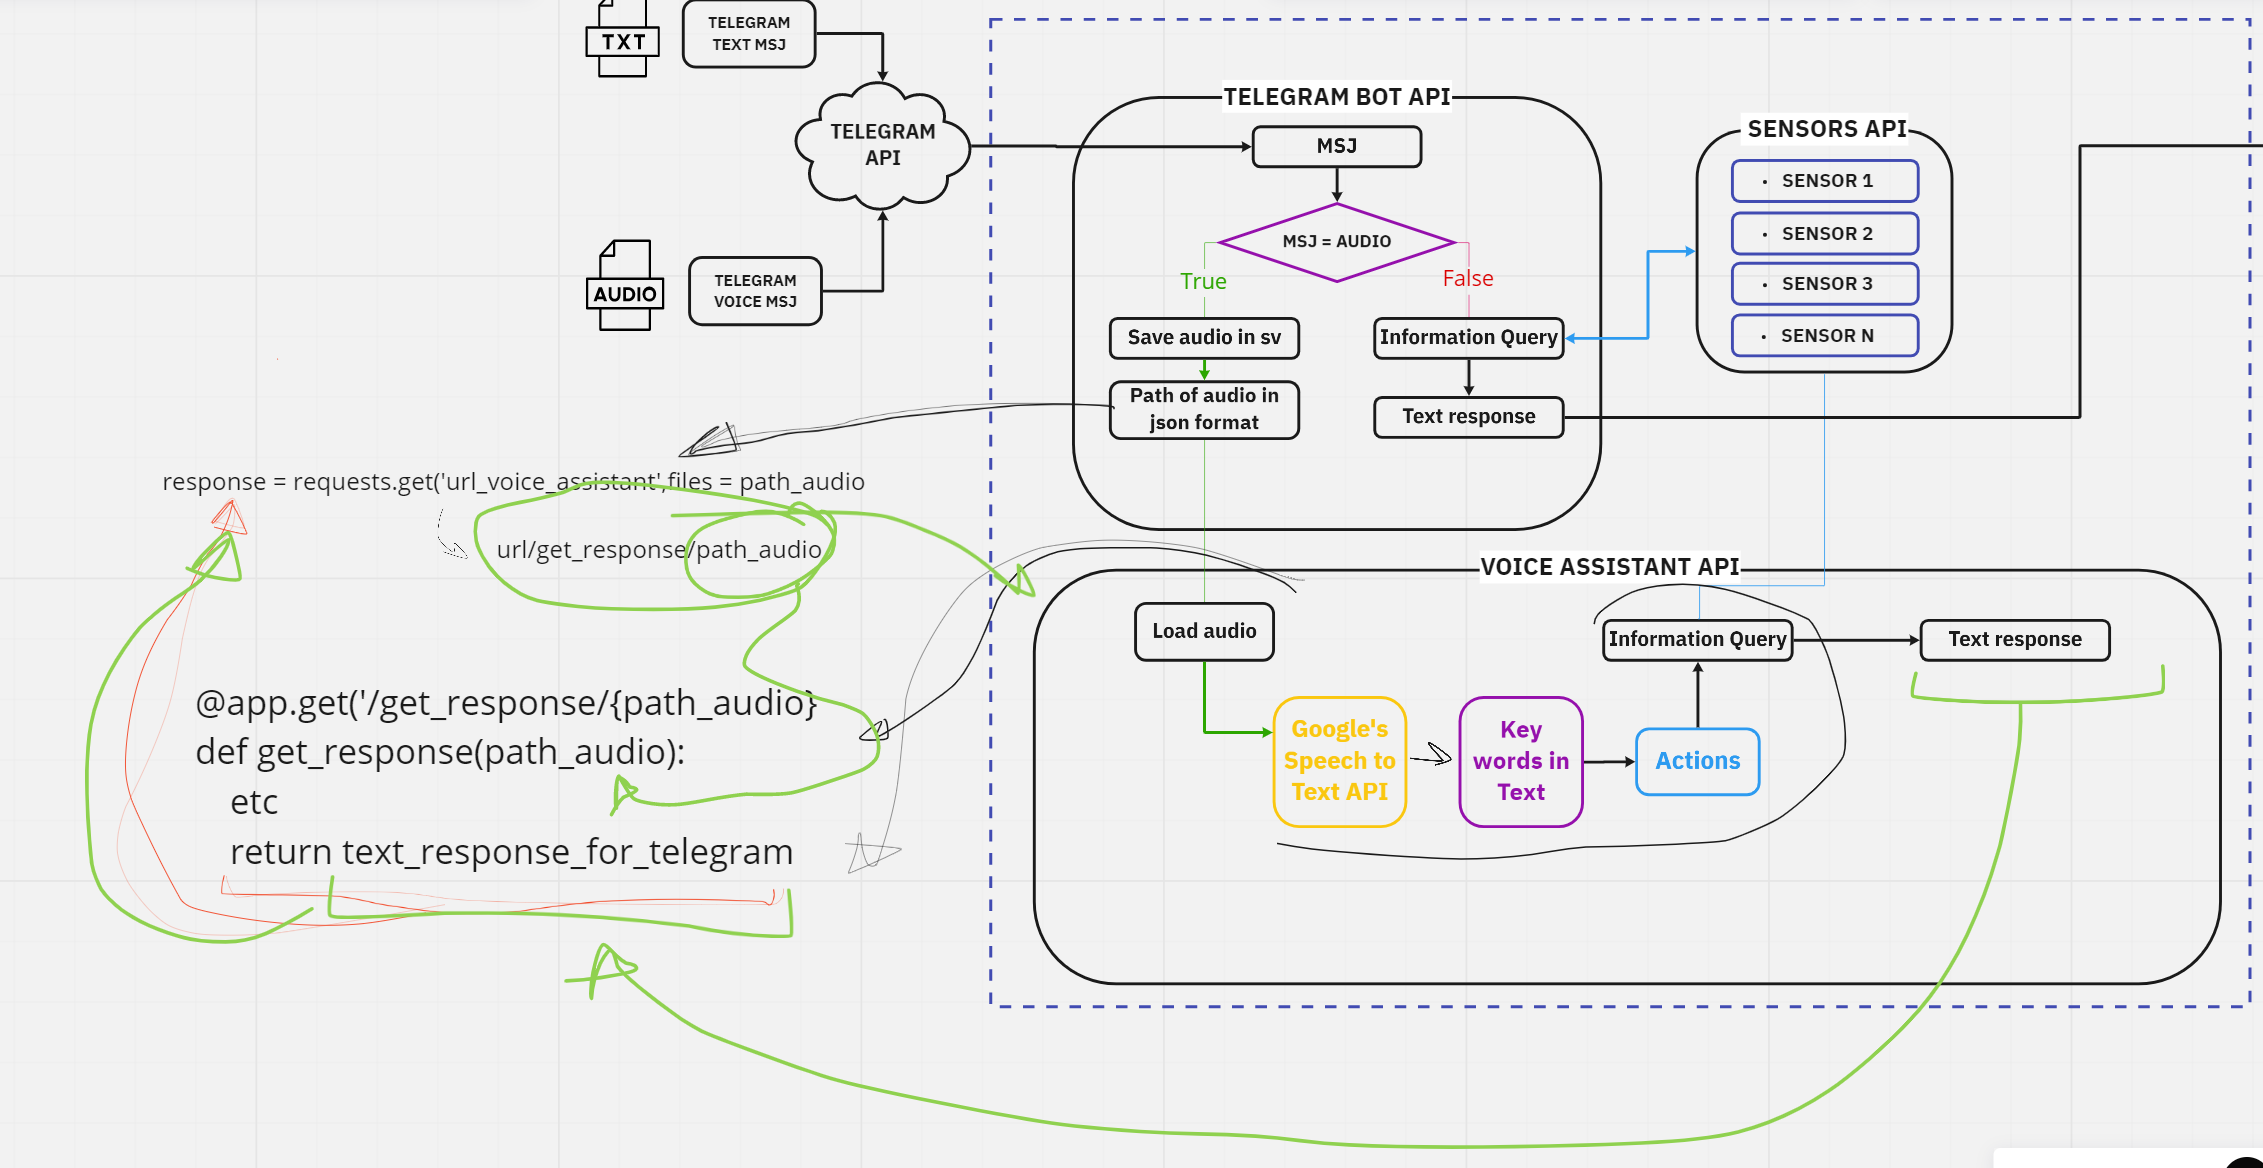 TXT
TELEGRAM
TEXT MSJ
TELEGRAM
API
AUDIO
TELEGRAM
VOICE MSJ
TELEGRAM BOT API
MSJ
MSJ = AUDIO
True
False
Save audio in sv
Information Query
Path of audio in
json format
Text response
SENSORS API
• SENSOR 1
• SENSOR 2
• SENSOR 3
• SENSOR N
response = requests.get('url_voice_assistant',files = path_audio
url/get_response/path_audio
@app.get('/get_response/{path_audio}
def get_response(path_audio):
etc
return text_response_for_telegram
VOICE ASSISTANT API
Load audio
Information Query
Text response
Google's
Speech to
Text API
Key
words in
Text
Actions